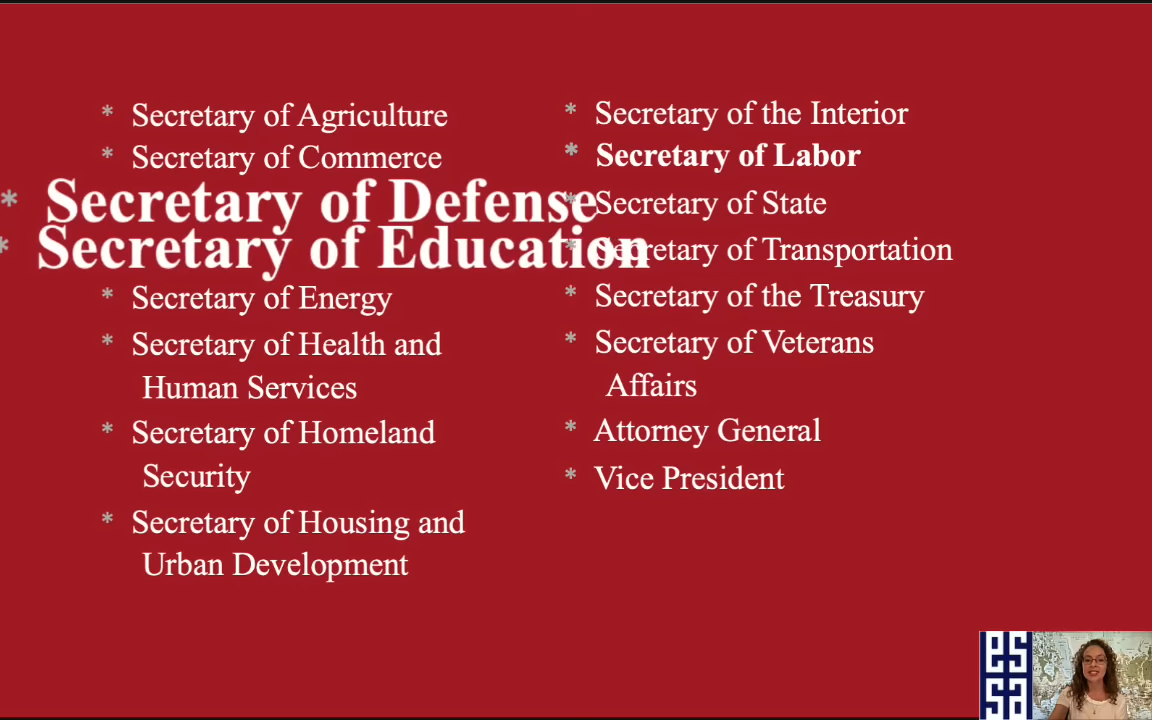 * Secretary of Agriculture
* Secretary of Commerce
* Secretary of Defense
* Secretary of Education
* Secretary of Energy
* Secretary of Health and
Human Services
* Secretary of Homeland
Security
* Secretary of Housing and
Urban Development
* Secretary of the Interior
* Secretary of Labor
* Secretary of State
* Secretary of Transportation
* Secretary of the Treasury
* Secretary of Veterans
Affairs
* Attorney General
* Vice President